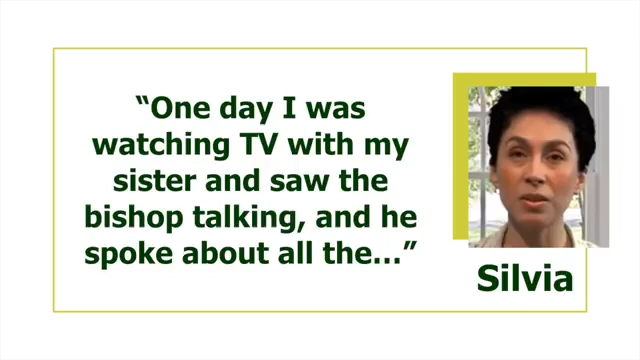 “One day I was
watching TV with my
sister and saw the
bishop talking, and he
spoke about all the...”
Silvia